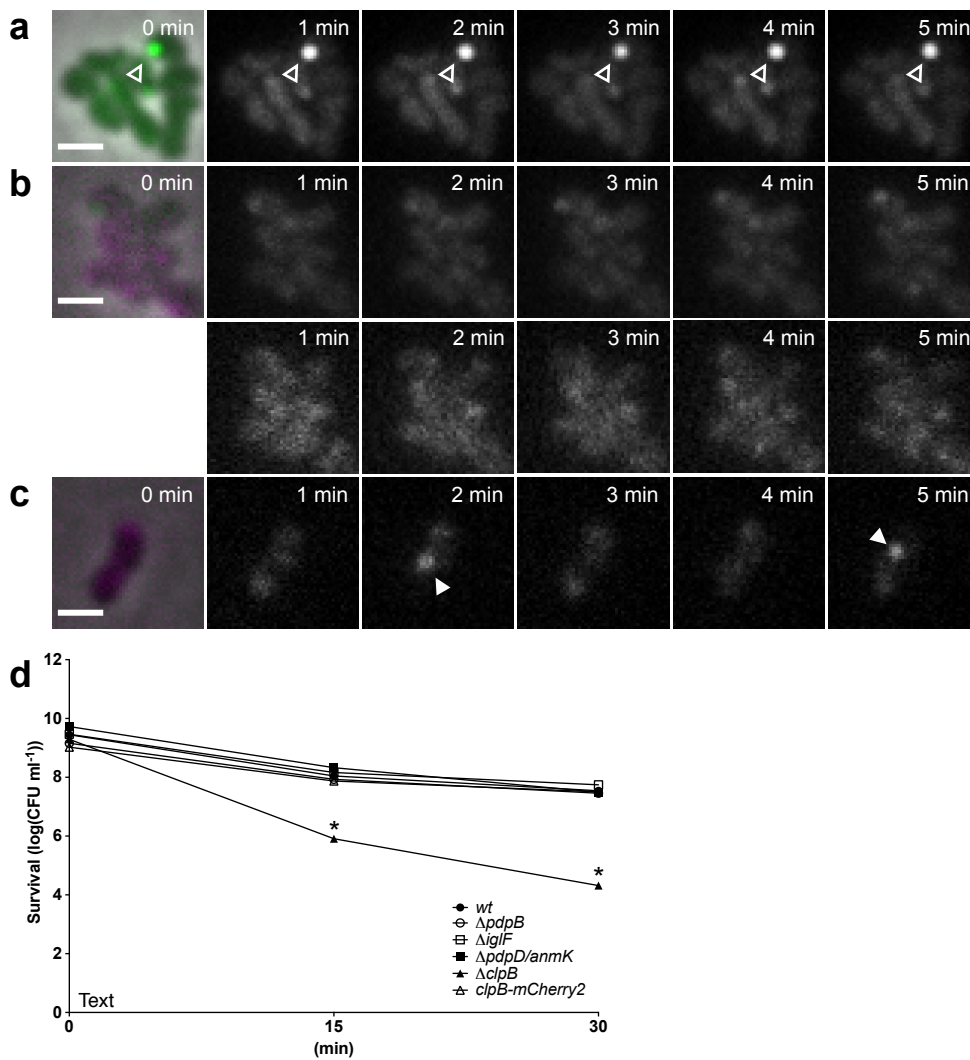 a
0 min 1 min 2 min 3 min 4 min 5 min
b
0 min 1 min 2 min 3 min 4 min 5 min
1 min 2 min 3 min 4 min 5 min
c
0 min 1 min 2 min 3 min 4 min 5 min
d
Survival (log(CFU ml-1))
12
10
8
6
4
2
0
*
*
wt
ΔpdpB
ΔiglF
ΔpdpD/anmK
ΔclpB
clpB-mCherry2
Text
0 15 30
(min)